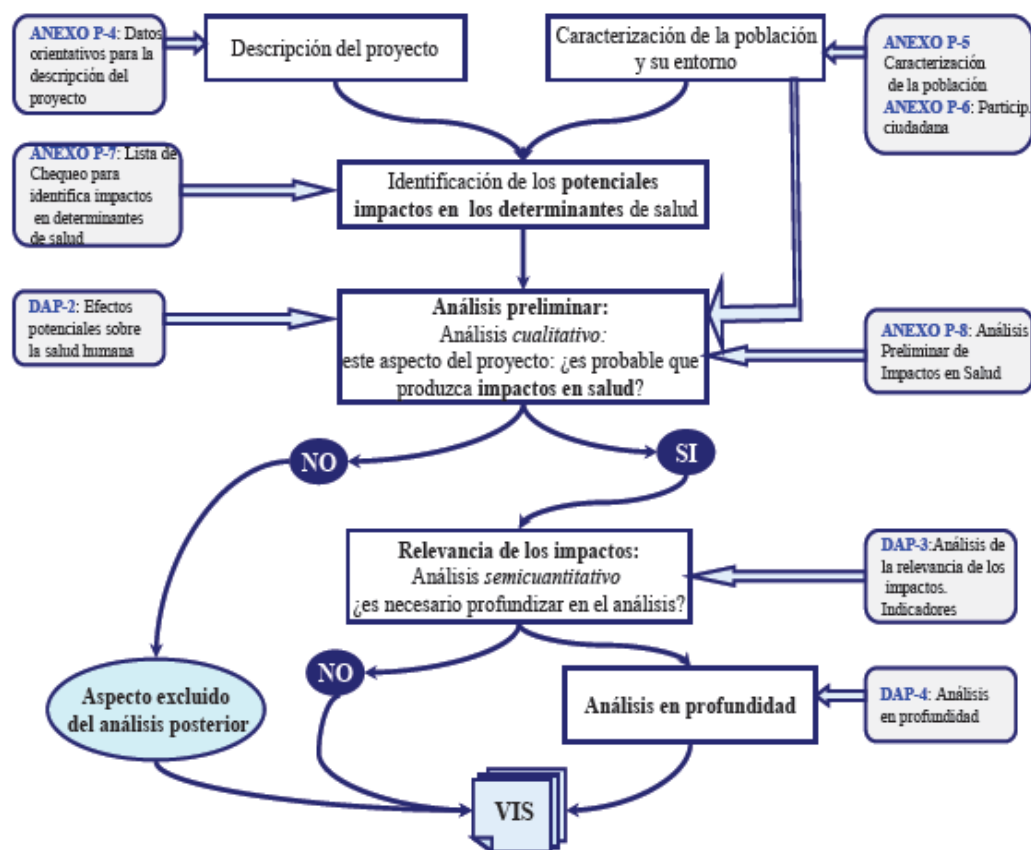 ANEXO P-4: Datos
orientativos para la
descripción del
proyecto
Descripción del proyecto
Caracterización de la población
y su entorno
ANEXO P-5
Caracterización
de la población
ANEXO P-6: Particip.
ciudadana
ANEXO P-7: Lista de
Chequeo para
identifica impactos
en determinantes
de salud
Identificación de los potenciales
impactos en los determinantes de salud
DAP-2: Efectos
potenciales sobre
la salud humana
Análisis preliminar:
Análisis cualitativo:
este aspecto del proyecto: ¿es probable que
produzca impactos en salud?
ANEXO P-8: Análisis
Preliminar de
Impactos en Salud
NO
SI
Relevancia de los impactos:
Análisis semicuantitativo
¿es necesario profundizar en el análisis?
DAP-3:Análisis de
la relevancia de los
impactos.
Indicadores
NO
Aspecto excluido
del análisis posterior
Análisis en profundidad
DAP-4: Análisis
en profundidad
VIS